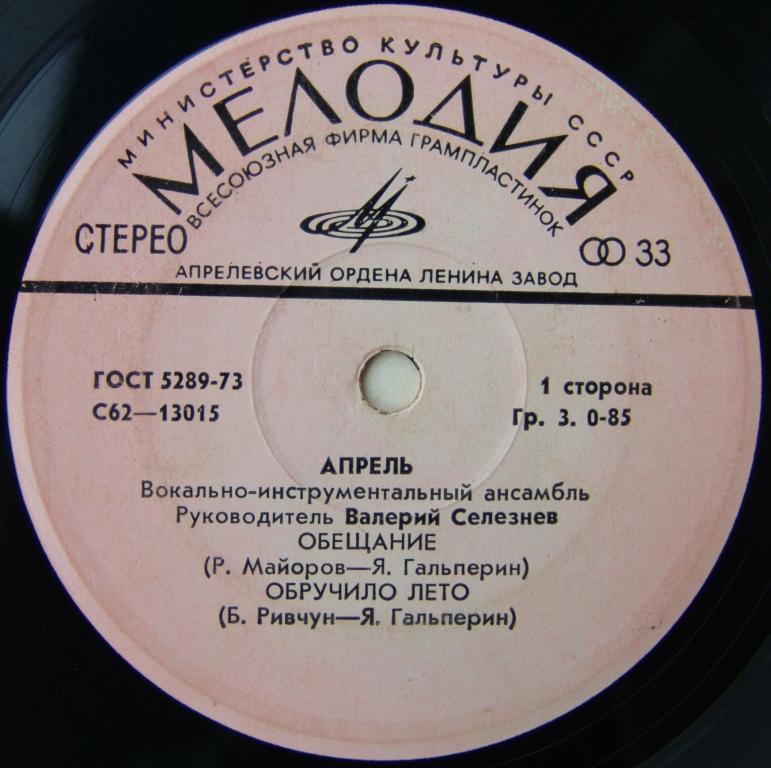 МИНИСТЕРСТВО КУЛЬТУРЫ СССР
МЕЛОДИЯ
ВСЕСОЮЗНАЯ ФИРМА ГРАМПЛАСТИНОК
СТЕРЕО
33
АПРЕЛЕВСКИЙ ОРДЕНА ЛЕНИНА ЗАВОД
ГОСТ 5289-73
С62—13015
1 сторона
Гр. 3. 0-85
АПРЕЛЬ
Вокально-инструментальный ансамбль
Руководитель Валерий Селезнев
ОБЕЩАНИЕ
(Р. Майоров—Я. Гальперин)
ОБРУЧИЛО ЛЕТО
(Б. Ривчун—Я. Гальперин)